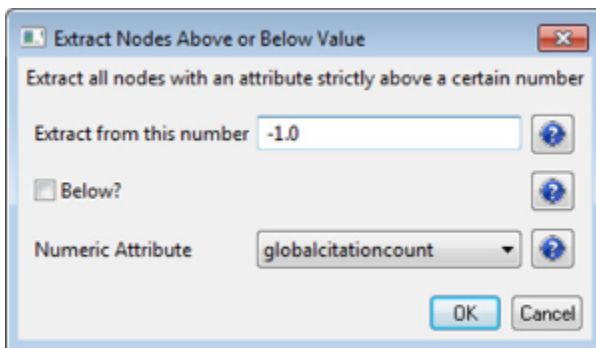 Extract Nodes Above or Below Value
Extract all nodes with an attribute strictly above a certain number
Extract from this number -1.0
Below?
Numeric Attribute globalcitationcount
OK Cancel